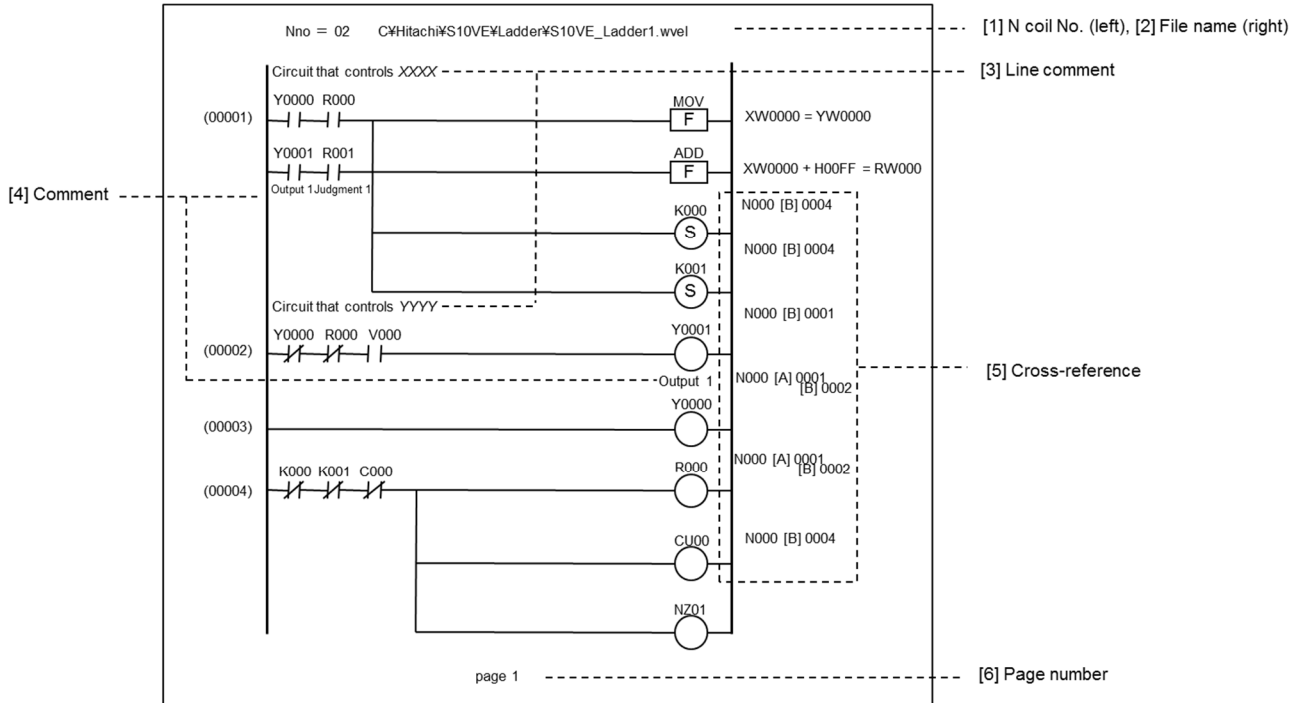 Nno = 02 C¥Hitachi¥S10VE¥Ladder¥S10VE_Ladder1.wvel [1] N coil No. (left), [2] File name (right)
Circuit that controls XXXX [3] Line comment
Y0000 R000 MOV
(00001) F XW0000 = YW0000
Y0001 R001 ADD
F XW0000 + H00FF = RW000
Output 1 Judgment 1
[4] Comment
K000 N000 [B] 0004
S
N000 [B] 0004
K001
S
Circuit that controls YYYY
N000 [B] 0001
Y0000 R000 V000 Y0001
(00002)
[5] Cross-reference
Output 1 N000 [A] 0001
[B] 0002
Y0000
(00003)
N000 [A] 0001
[B] 0002
K000 K001 C000 R000
(00004)
CU00 N000 [B] 0004
NZ01
page 1 [6] Page number